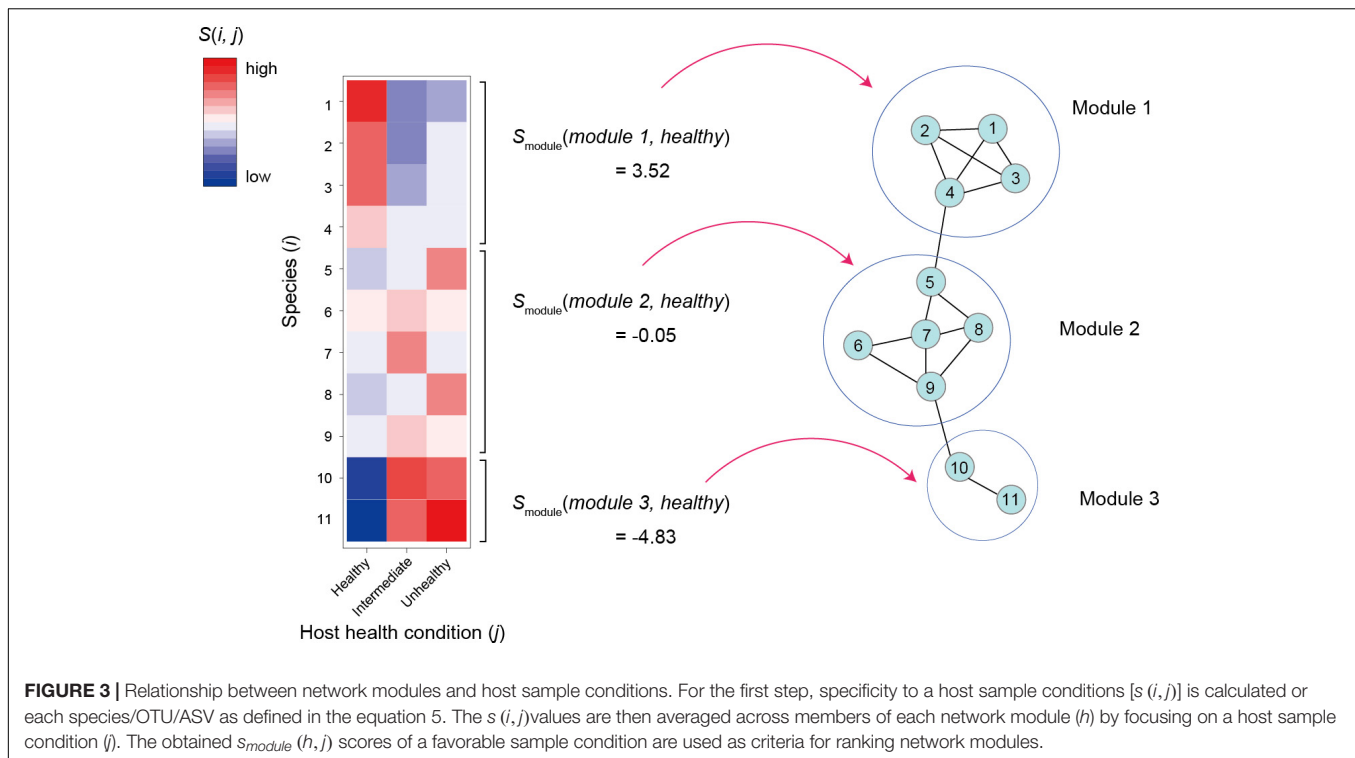 S(i, j)
high
low
Species (i)
1
2
3
4
5
6
7
8
9
10
11
Healthy
Intermediate
Unhealthy
Host health condition (j)
Smodule(module 1, healthy)
= 3.52
Smodule(module 2, healthy)
= -0.05
Smodule(module 3, healthy)
= -4.83
Module 1
2
1
3
4
Module 2
5
6
7
8
9
Module 3
10
11
FIGURE 3 | Relationship between network modules and host sample conditions. For the first step, specificity to a host sample conditions [s (i, j)] is calculated or
each species/OTU/ASV as defined in the equation 5. The s (i, j)values are then averaged across members of each network module (h) by focusing on a host sample
condition (j). The obtained smodule (h, j) scores of a favorable sample condition are used as criteria for ranking network modules.